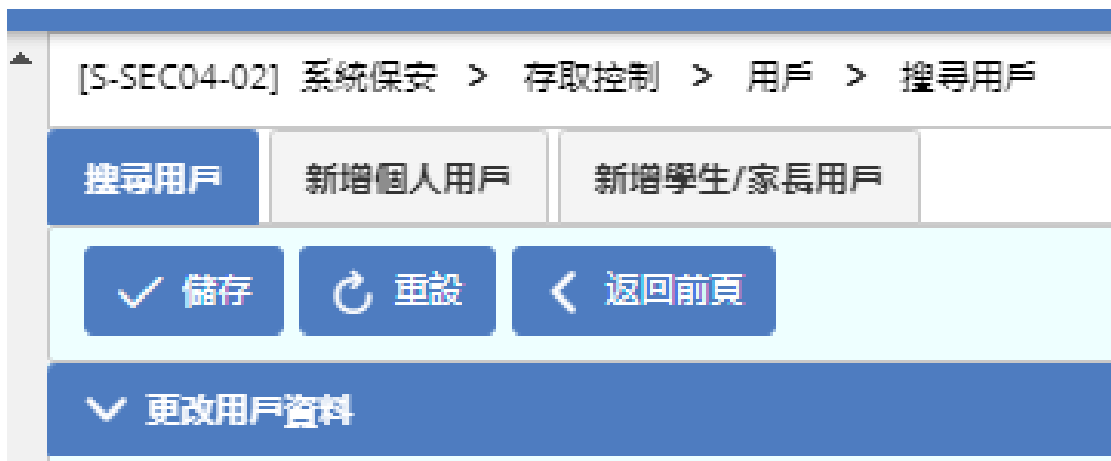 [S-SEC04-02] 系統保安 > 存取控制 > 用戶 > 搜尋用戶
搜尋用戶 新增個人用戶 新增學生/家長用戶
儲存 重設 返回前頁
更改用戶資料